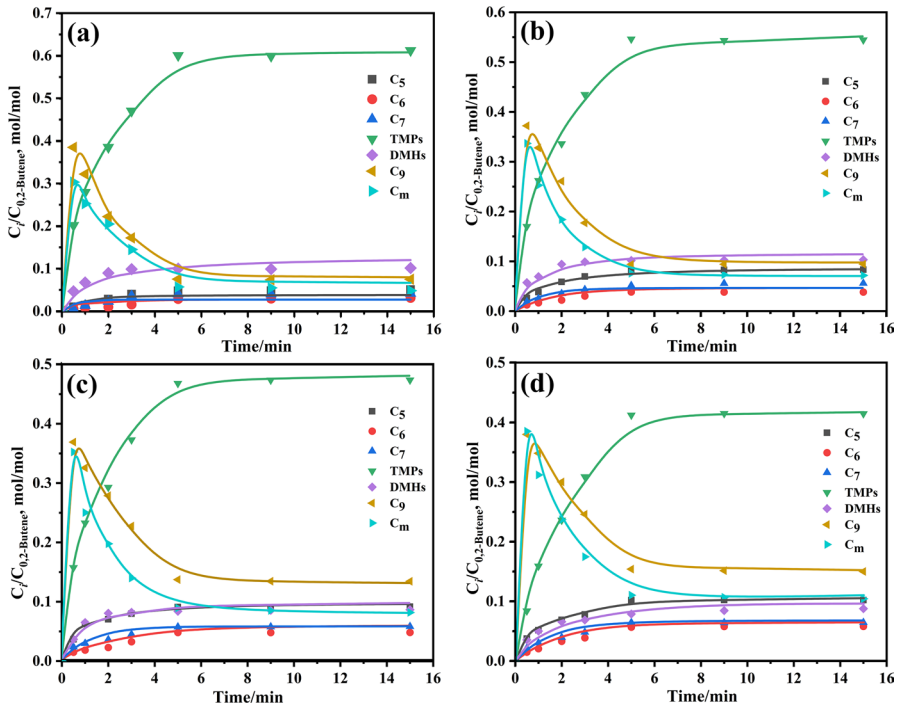 (a)
C5
C6
C7
TMPs
DMHs
C9
Cm
Ci/C0,2-Butene, mol/mol
0.7
0.6
0.5
0.4
0.3
0.2
0.1
0.0
0 2 4 6 8 10 12 14 16
Time/min
(b)
C5
C6
C7
TMPs
DMHs
C9
Cm
Ci/C0,2-Butene, mol/mol
0.6
0.5
0.4
0.3
0.2
0.1
0.0
0 2 4 6 8 10 12 14 16
Time/min
(c)
C5
C6
C7
TMPs
DMHs
C9
Cm
Ci/C0,2-Butene, mol/mol
0.5
0.4
0.3
0.2
0.1
0.0
0 2 4 6 8 10 12 14 16
Time/min
(d)
C5
C6
C7
TMPs
DMHs
C9
Cm
Ci/C0,2-Butene, mol/mol
0.5
0.4
0.3
0.2
0.1
0.0
0 2 4 6 8 10 12 14 16
Time/min